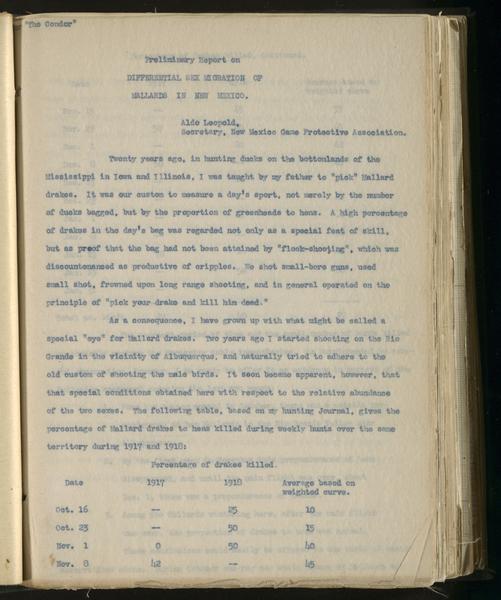 "The Condor"
Preliminary Report on
DIFFERENTIAL SEX MIGRATION OF
MALLARDS IN NEW MEXICO.
Aldo Leopold,
Secretary, New Mexico Game Protective Association.
Twenty years ago, in hunting ducks on the bottomlands of the
Mississippi in Iowa and Illinois, I was taught by my father to "pick" Mallard
drakes. It was our custom to measure a day's sport, not merely by the number
of ducks bagged, but by the proportion of greenheads to hens. A high percentage
of drakes in the day's bag was regarded not only as a special feat of skill,
but as proof that the bag had not been attained by "flock-shooting", which was
discountenanced as productive of cripples. We shot small-bore guns, used
small shot, frowned upon long range shooting, and in general operated on the
principle of "pick your drake and kill him dead."
As a consequence, I have grown up with what might be called a
special "eye" for Mallard drakes. Two years ago I started shooting on the Rio
Grande in the vicinity of Albuquerque, and naturally tried to adhere to the
old custom of shooting the male birds. It soon became apparent, however, that
that special conditions obtained here with respect to the relative abundance
of the two sexes. The following table, based on my hunting Journal, gives the
percentage of Mallard drakes to hens killed during weekly hunts over the same
territory during 1917 and 1918:
Percentage of drakes killed.
Date 1917 1918 Average based on
weighted curve.
Oct. 16 -- 25 10
Oct. 23 -- 50 15
Nov. 1 0 50 40
Nov. 8 42 -- 45